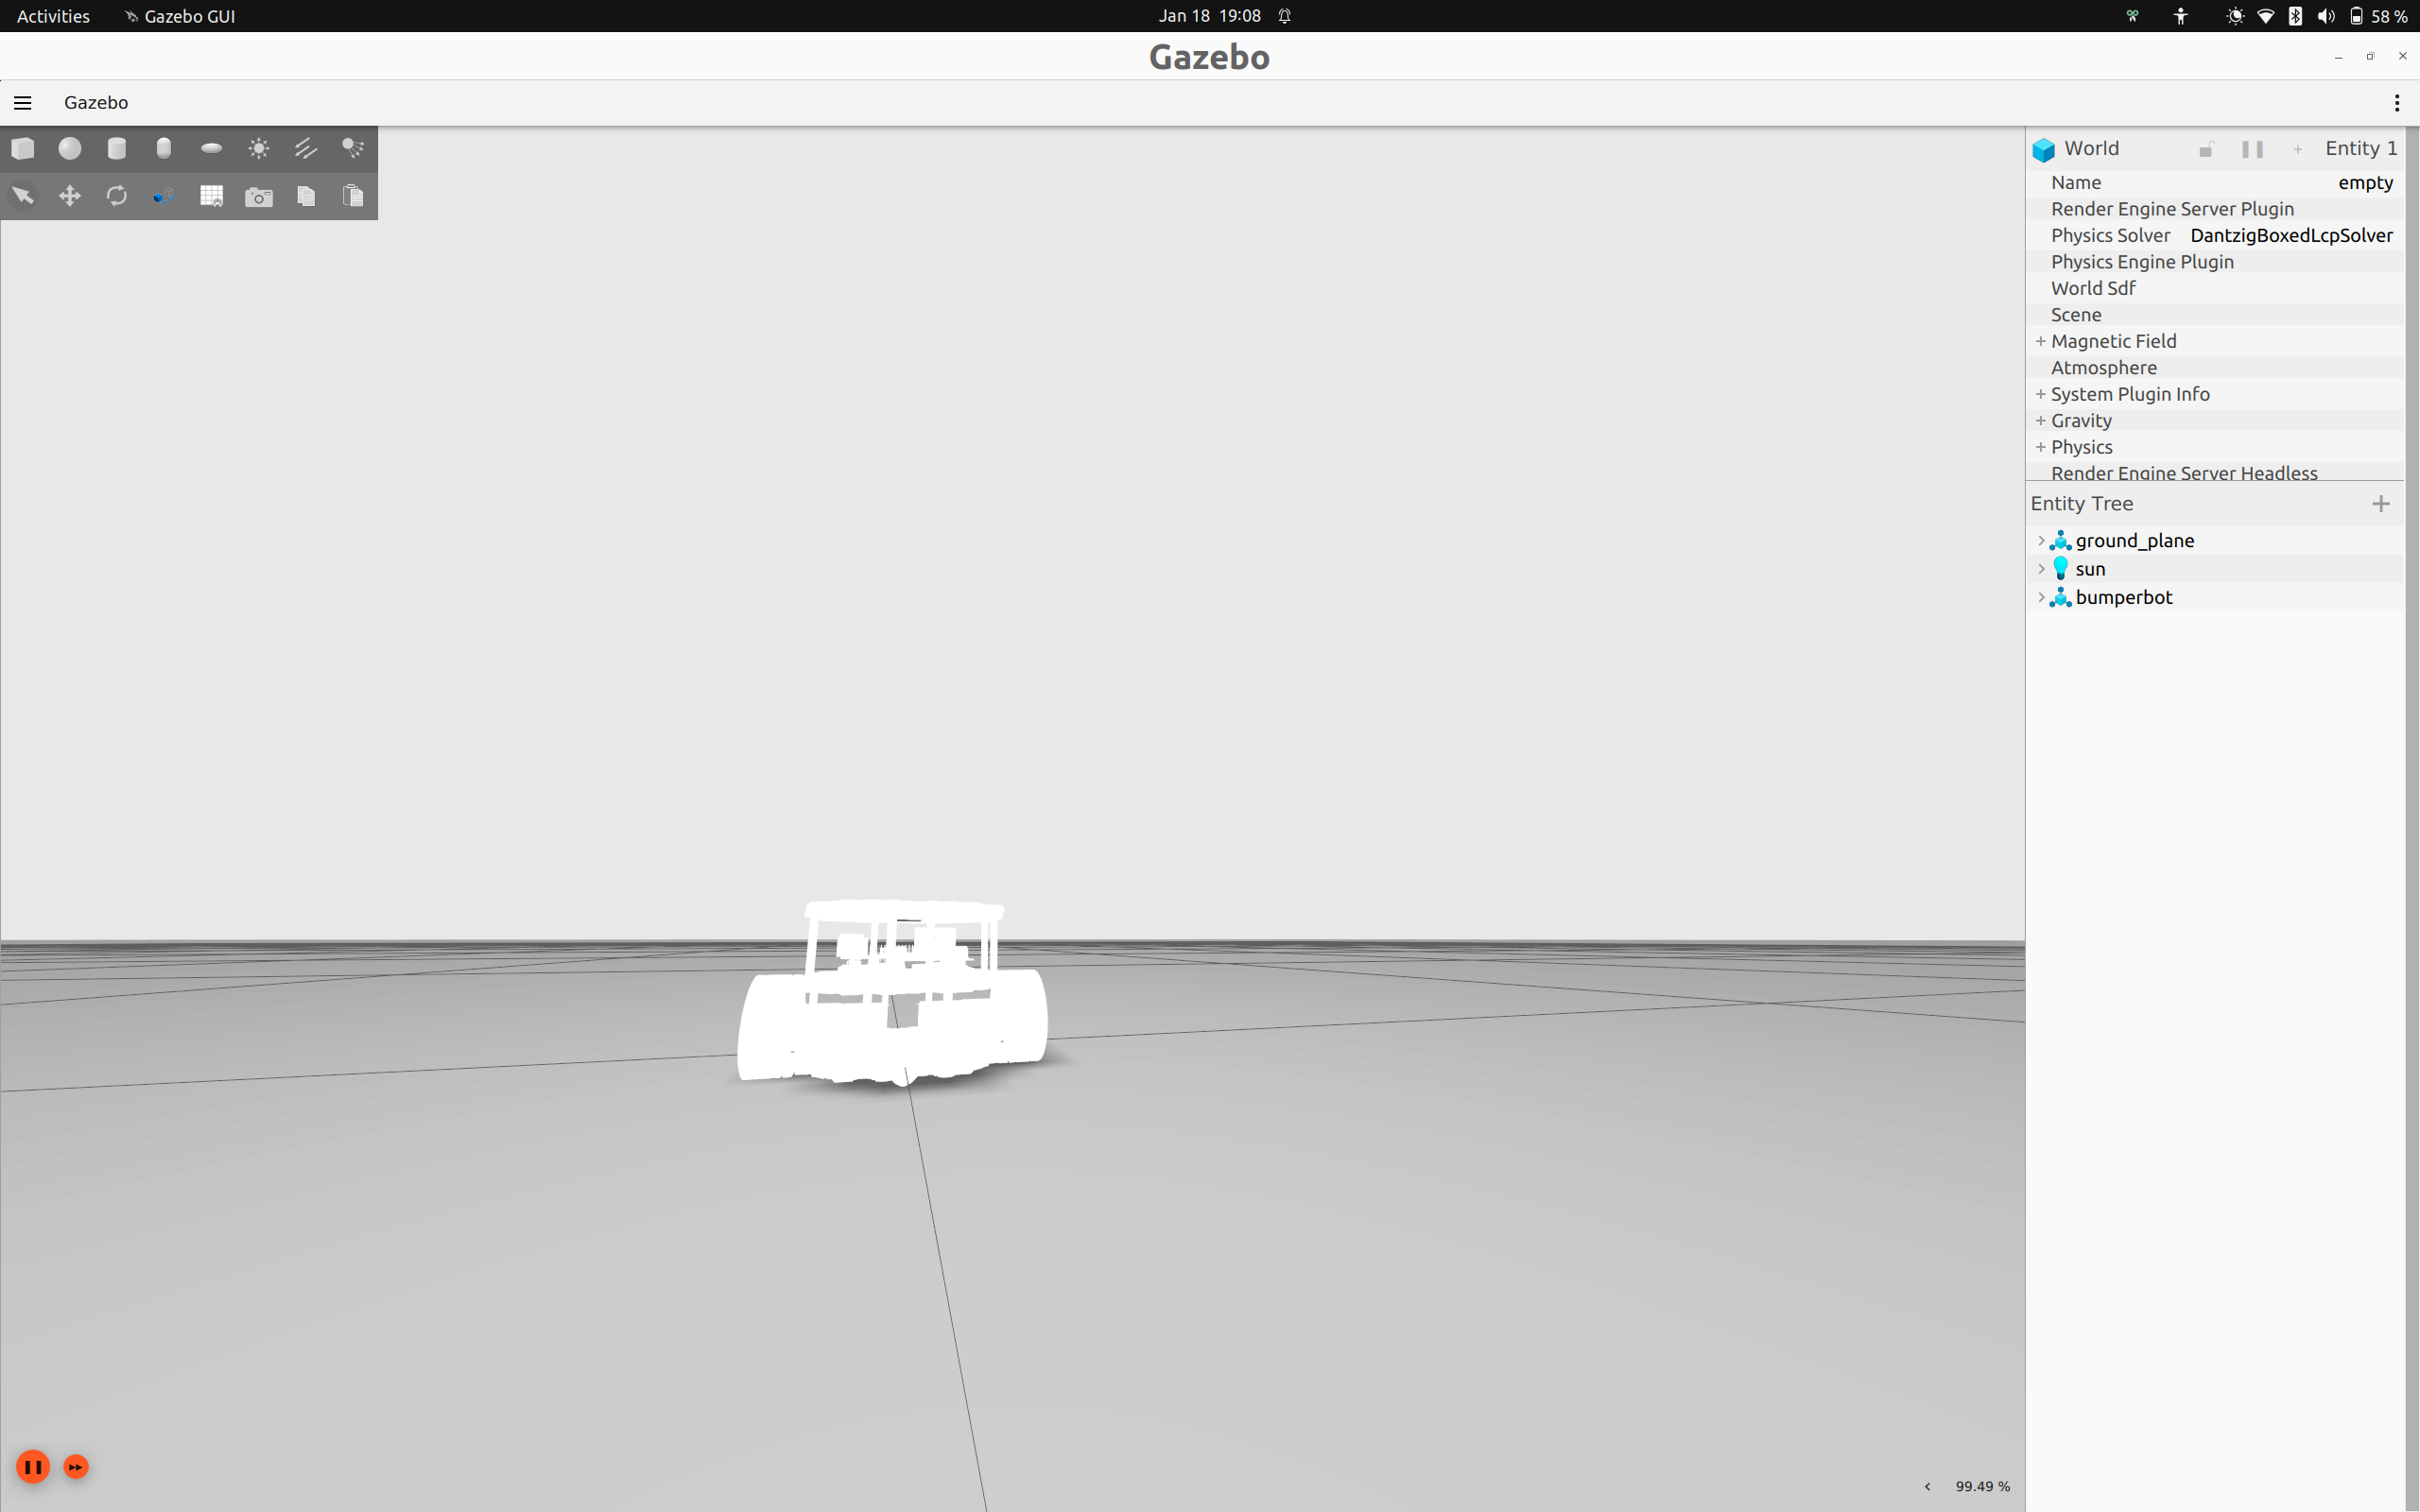 Activities Gazebo GUI Jan 18 19:08 58 %
Gazebo
Gazebo
World Entity 1
Name empty
Render Engine Server Plugin
Physics Solver DantzigBoxedLcpSolver
Physics Engine Plugin
World Sdf
Scene
+ Magnetic Field
Atmosphere
+ System Plugin Info
+ Gravity
+ Physics
Render Engine Server Headless
Entity Tree
ground_plane
sun
bumperbot
99.49 %